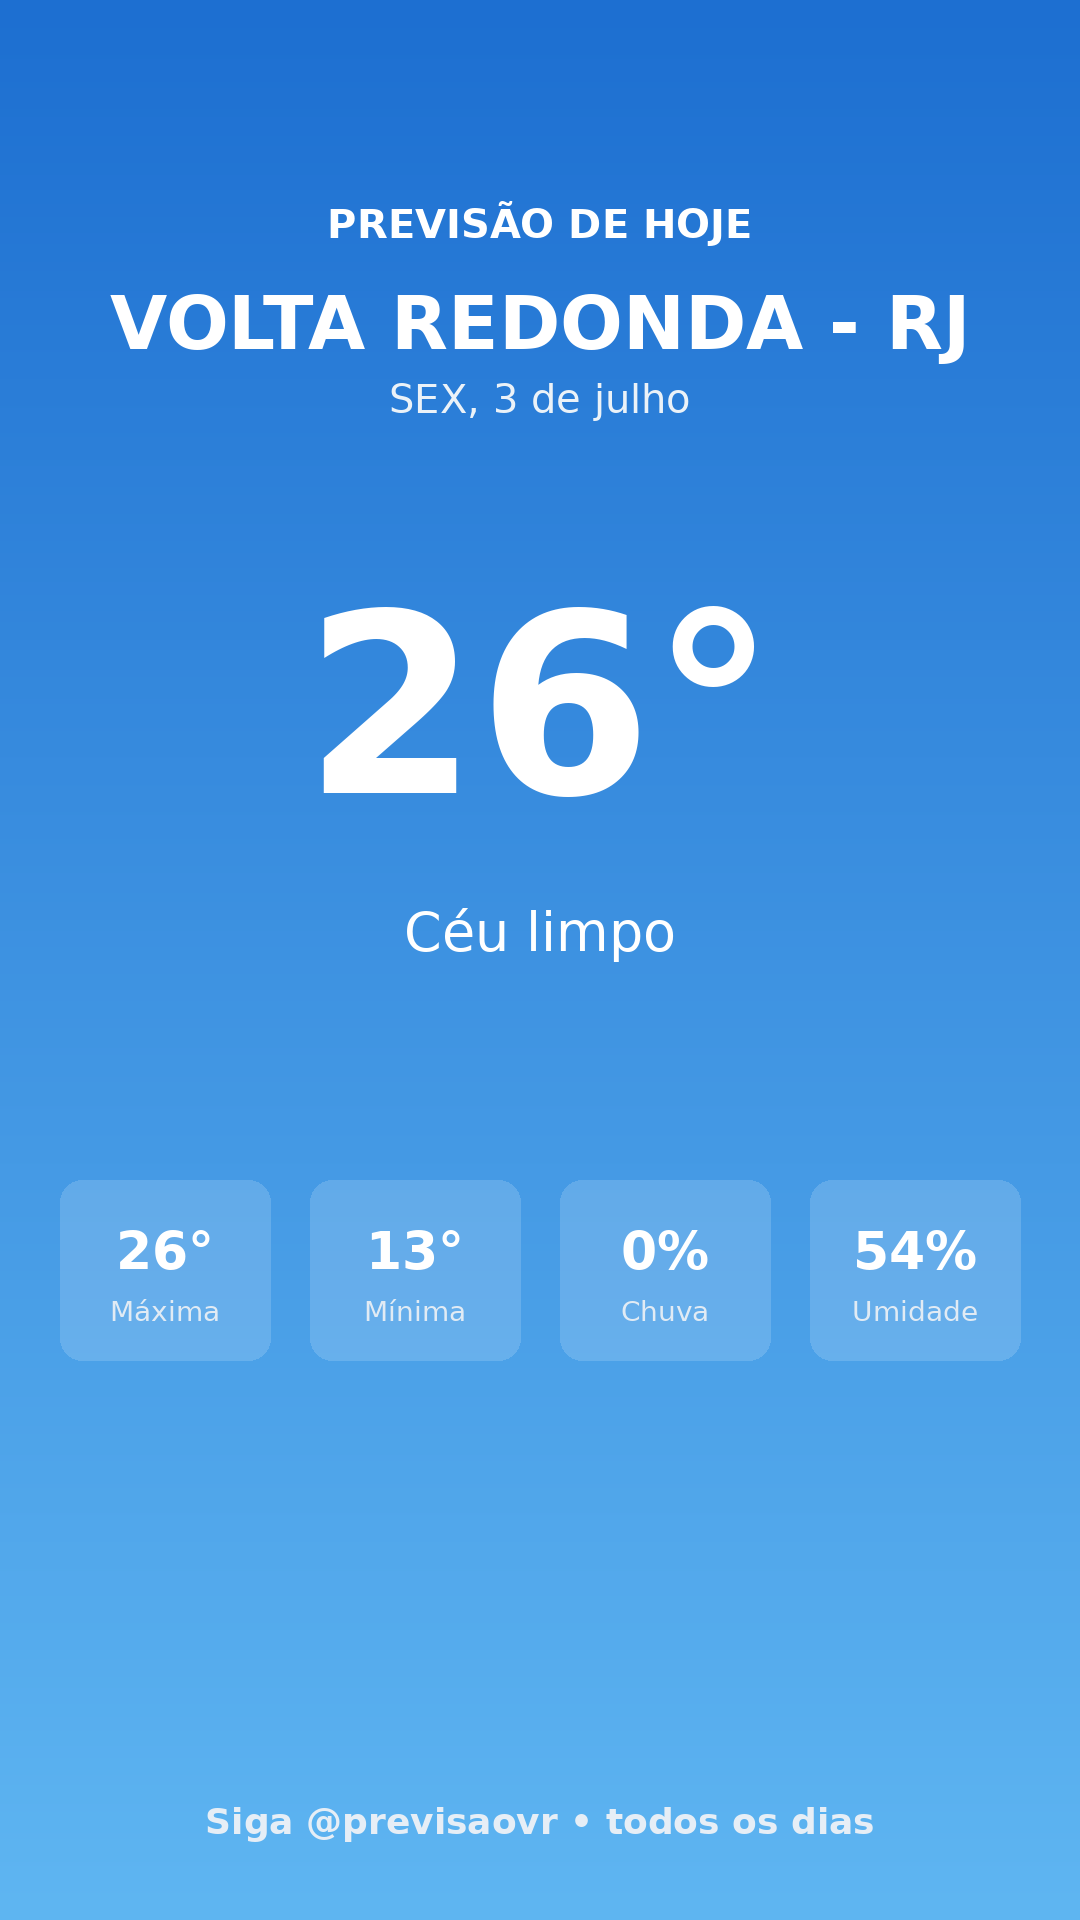 PREVISÃO DE HOJE
VOLTA REDONDA - RJ
SEX, 3 de julho
26°
Céu limpo
26° 13° 0% 54%
Máxima Mínima Chuva Umidade
Siga @previsaovr • todos os dias